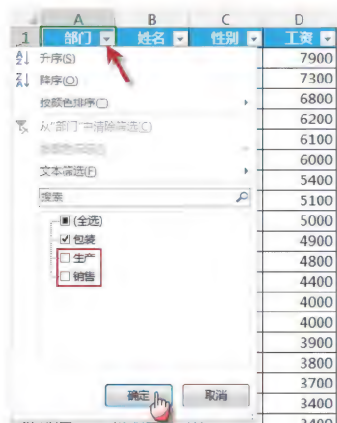 A B C D
1 部门 姓名 性别 工资
升序(S) 7900
降序(O) 7300
按颜色排序(T) 6800
从"部门"中清除筛选(C) 6200
6100
文本筛选(F) 6000
5400
搜索 5100
(全选) 5000
包装 4900
生产 4800
销售 4400
4000
4000
3900
3800
确定 取消 3700
3400